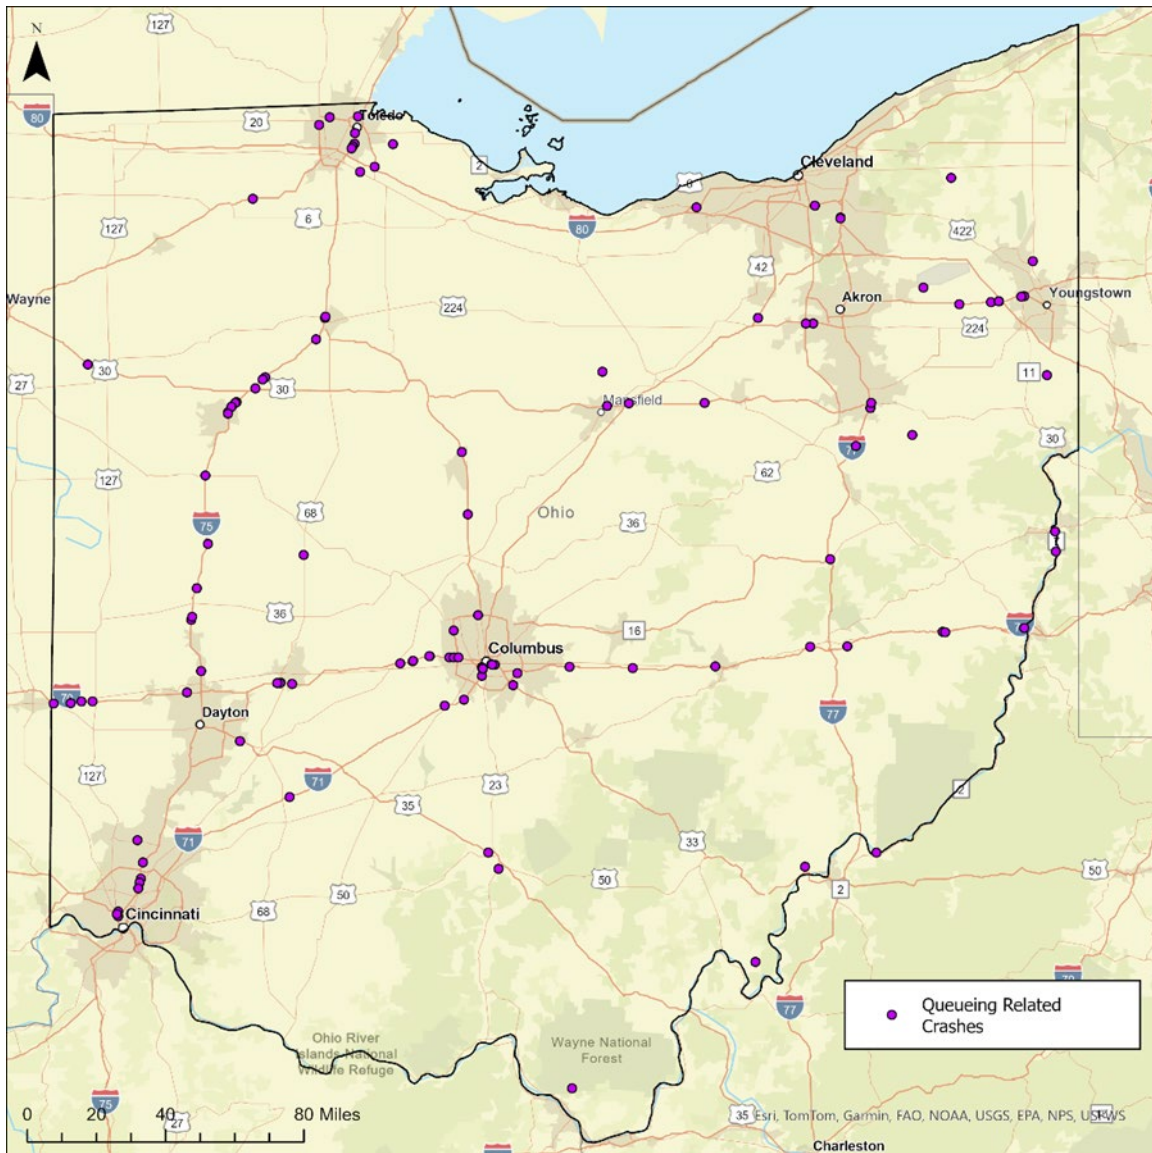 N
127
80
20
Toledo
2
Cleveland
6
127
6
80
422
42
Wayne
224
Akron
Youngstown
224
30
27
30
11
Mansfield
30
77
127
62
68
Ohio
36
75
36
16
Columbus
70
70
Dayton
77
127
71
23
2
35
71
33
50
50
2
50
68
Cincinnati
Queueing Related
Crashes
77
Ohio River
Islands National
Wildlife Refuge
Wayne National
Forest
75
0 20 40 80 Miles
27
35
Esri, TomTom, Garmin, FAO, NOAA, USGS, EPA, NPS, USFWS
Charleston